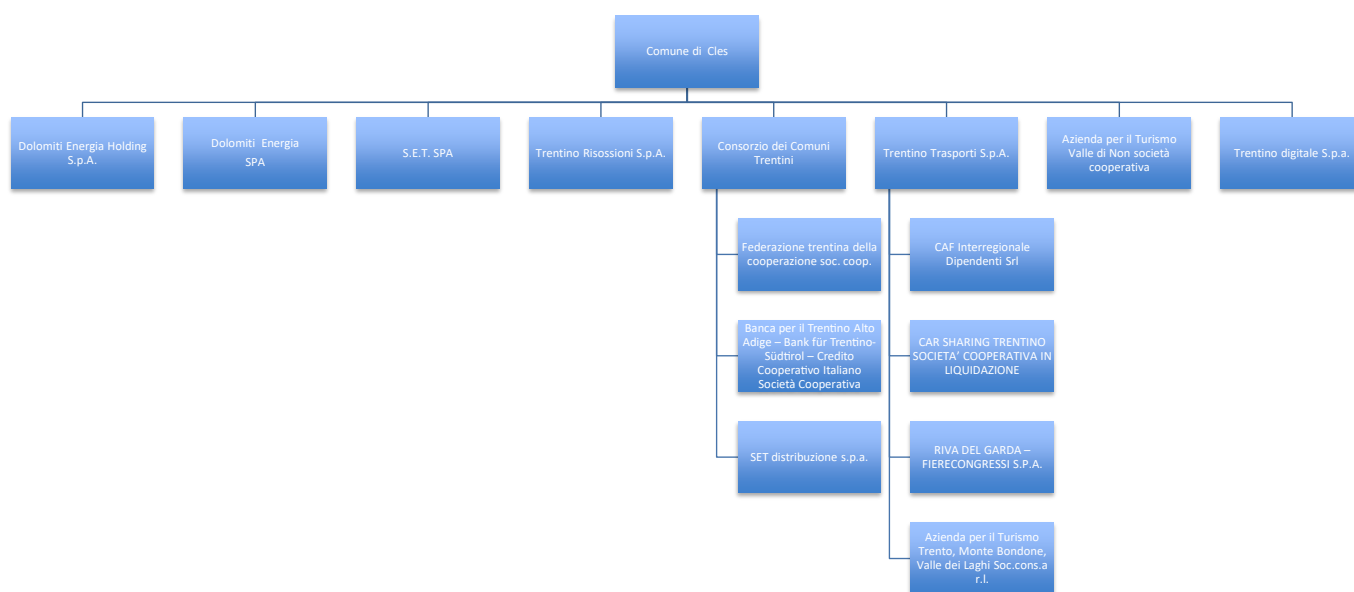 Comune di Cles
Dolomiti Energia Holding
S.p.A.
Dolomiti Energia
SPA
S.E.T. SPA
Trentino Risossioni S.p.A.
Consorzio dei Comuni
Trentini
Trentino Trasporti S.p.A.
Azienda per il Turismo
Valle di Non società
cooperativa
Trentino digitale S.p.a.
Federazione trentina della
cooperazione soc. coop.
Banca per il Trentino Alto
Adige – Bank für Trentino-
Südtirol – Credito
Cooperativo Italiano
Società Cooperativa
SET distribuzione s.p.a.
CAF Interregionale
Dipendenti Srl
CAR SHARING TRENTINO
SOCIETA’ COOPERATIVA IN
LIQUIDAZIONE
RIVA DEL GARDA –
FIERECONGRESSI S.P.A.
Azienda per il Turismo
Trento, Monte Bondone,
Valle dei Laghi Soc.cons.a
r.l.